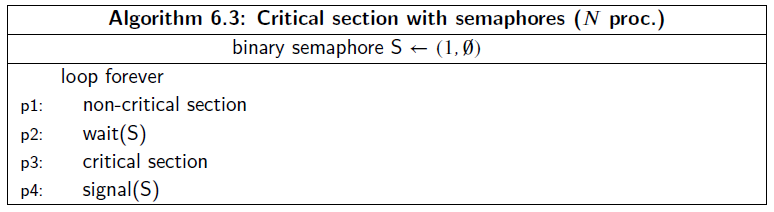 Algorithm 6.3: Critical section with semaphores (N proc.)
binary semaphore S ← (1, Ø)
loop forever
p1: non-critical section
p2: wait(S)
p3: critical section
p4: signal(S)